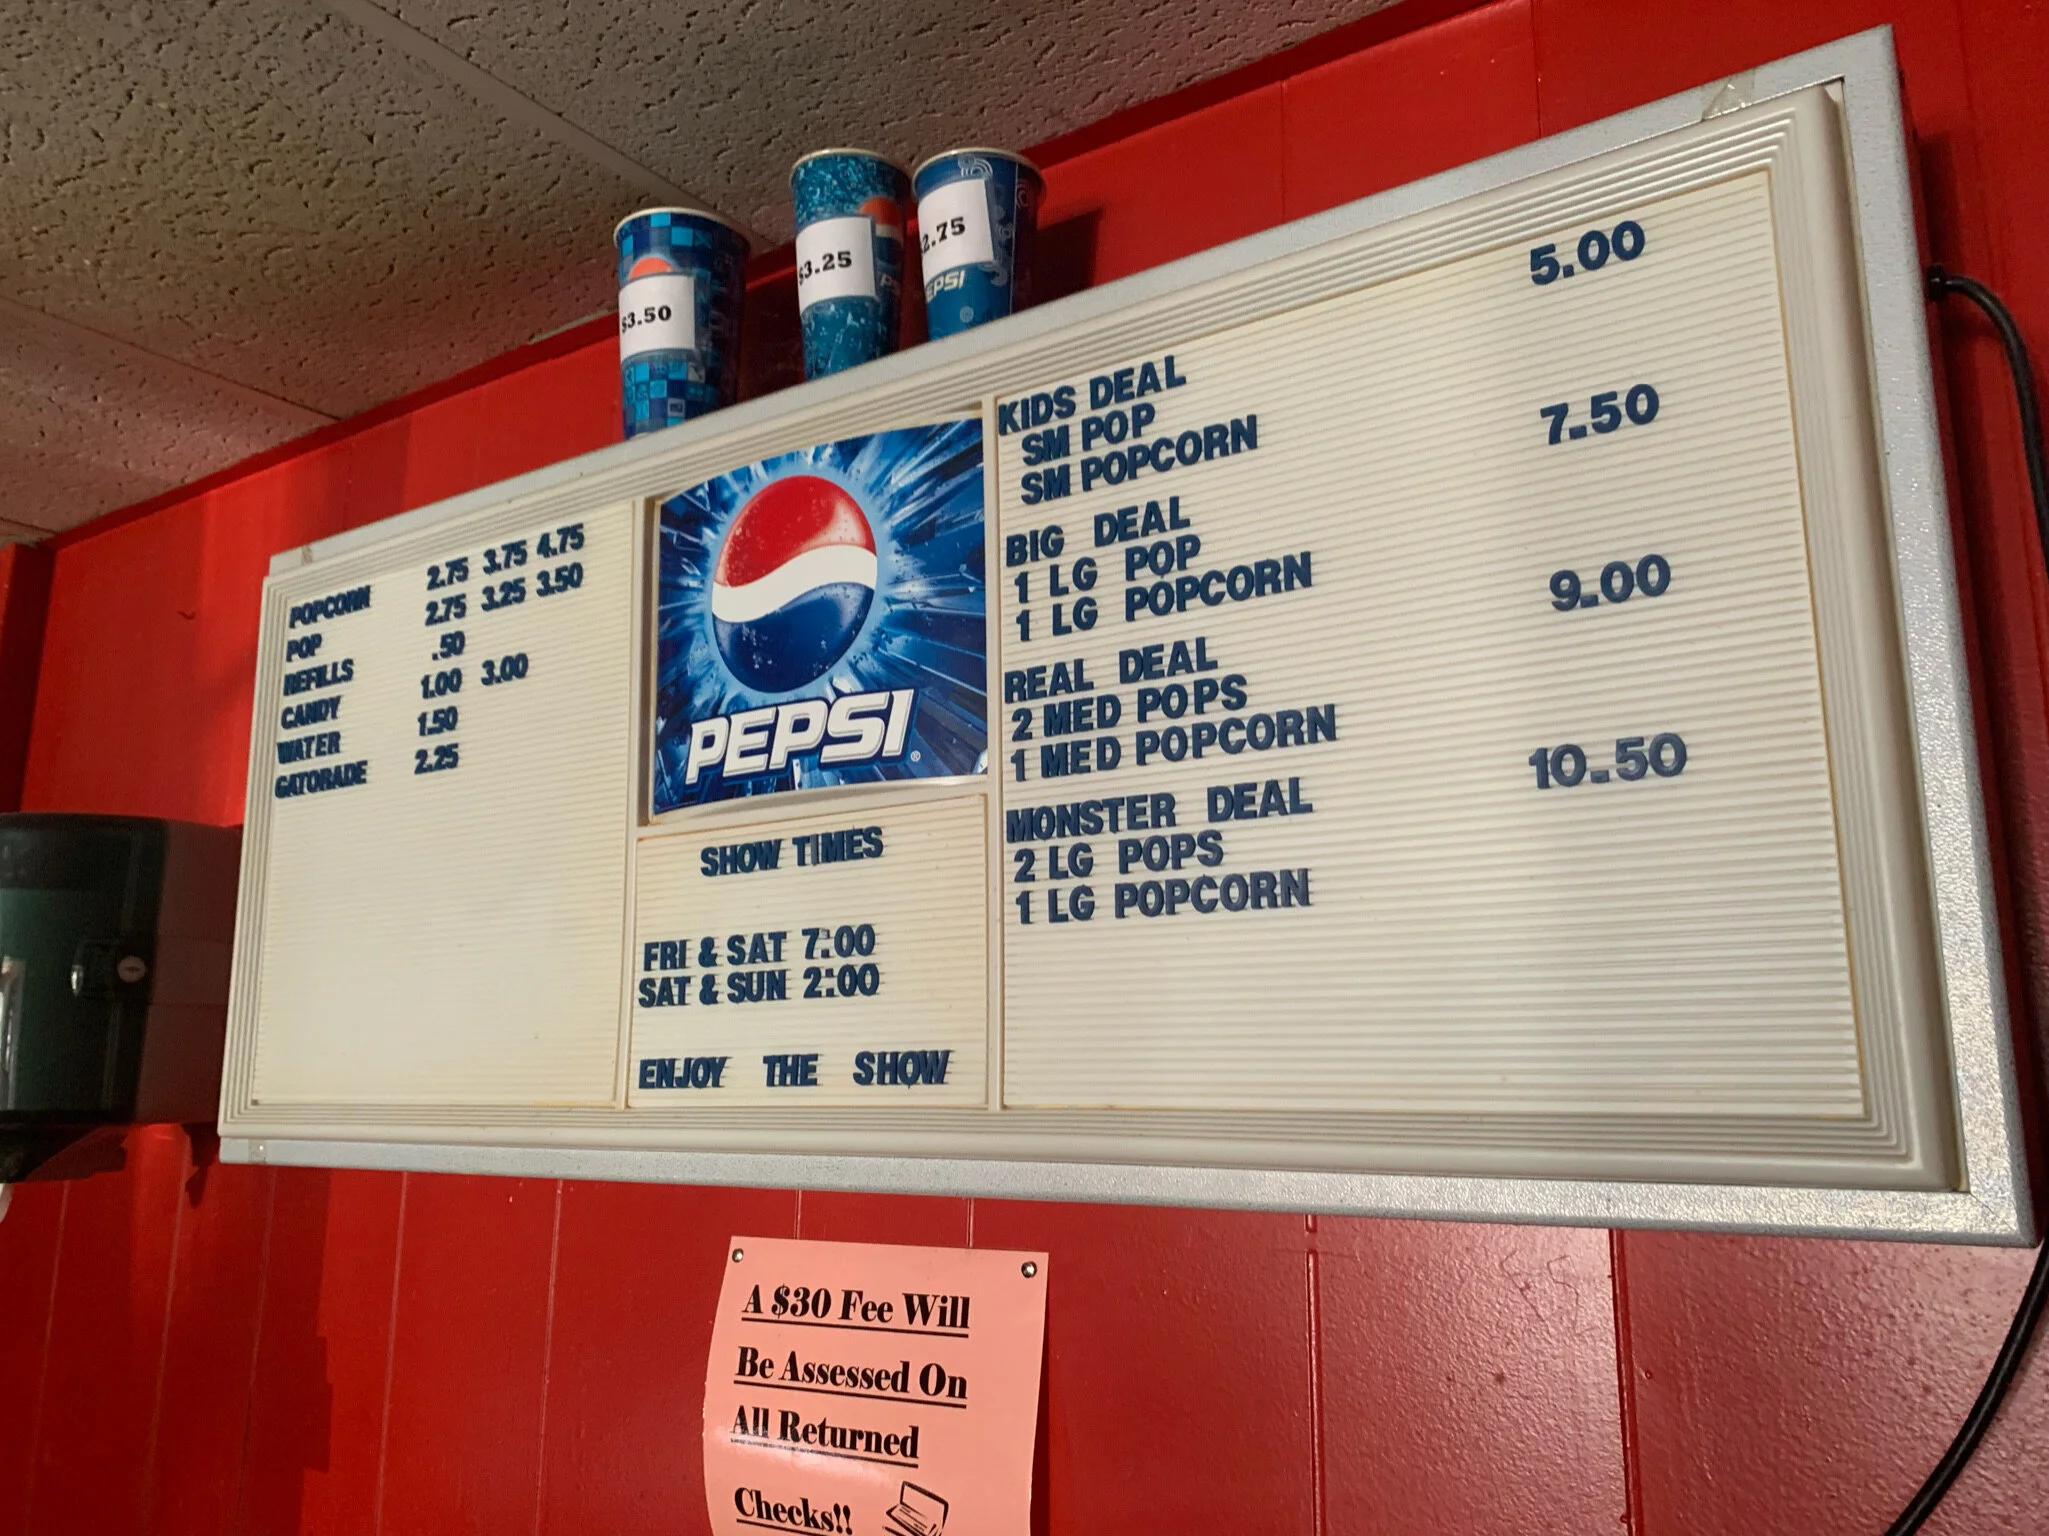 $3.50
$3.25
2.75
PEPSI
POPCORN 2.75 3.75 4.75
POP 2.75 3.25 3.50
REFILLS .50
CANDY 1.00 3.00
WATER 1.50
GATORADE 2.25
PEPSI®
SHOW TIMES
FRI & SAT 7:00
SAT & SUN 2:00
ENJOY THE SHOW
KIDS DEAL 5.00
SM POP
SM POPCORN
BIG DEAL 7.50
1 LG POP
1 LG POPCORN
REAL DEAL 9.00
2 MED POPS
1 MED POPCORN
MONSTER DEAL 10.50
2 LG POPS
1 LG POPCORN
A $30 Fee Will
Be Assessed On
All Returned
Checks!!